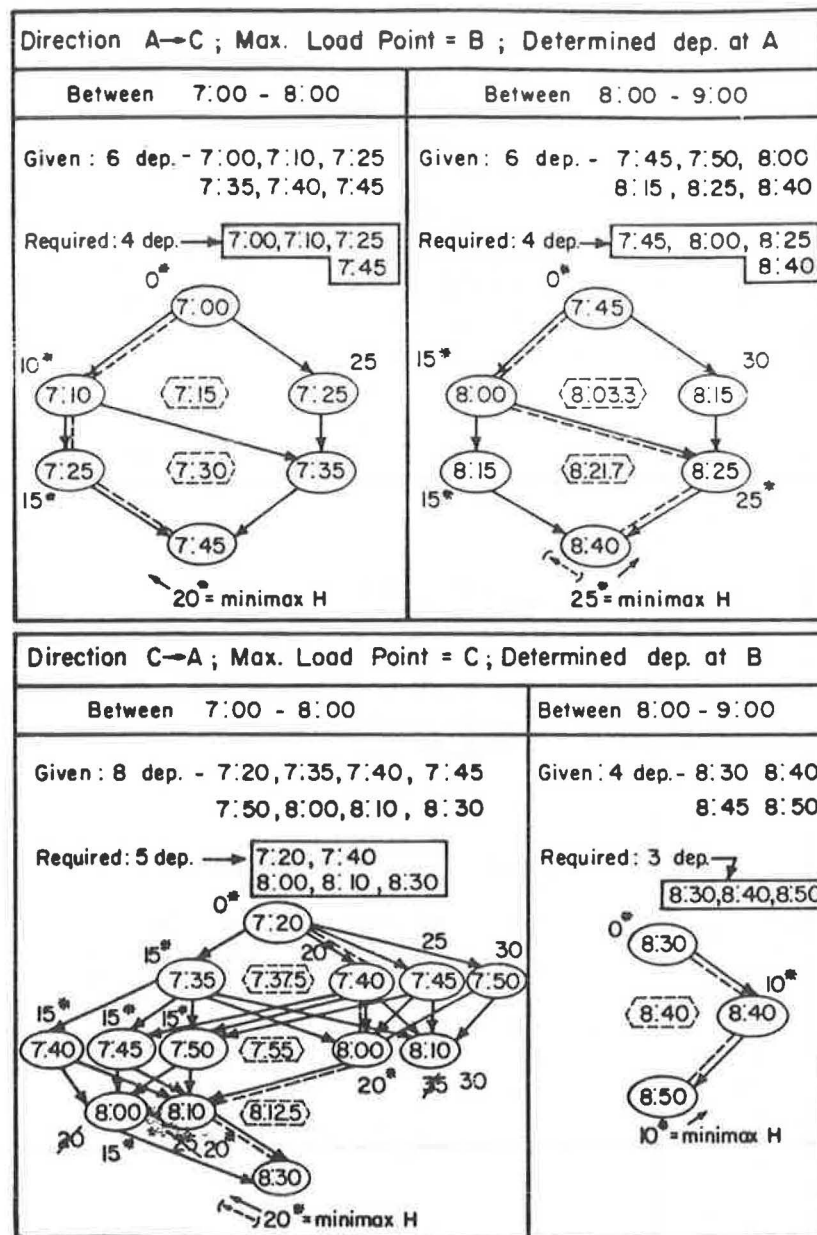 Direction A→C ; Max. Load Point = B ; Determined dep. at A
Between 7:00 - 8:00
Given : 6 dep. - 7:00, 7:10, 7:25
7:35, 7:40, 7:45
Required : 4 dep. → 7:00, 7:10, 7:25
7:45
0*
7:00
10*
25
7:10
7:15
7:25
7:25
7:30
7:35
15*
7:45
20* = minimax H
Between 8:00 - 9:00
Given : 6 dep. - 7:45, 7:50, 8:00
8:15, 8:25, 8:40
Required : 4 dep. → 7:45, 8:00, 8:25
8:40
0*
7:45
15*
30
8:00
8:03.3
8:15
8:15
8:21.7
8:25
15*
25*
8:40
25* = minimax H
Direction C→A ; Max. Load Point = C ; Determined dep. at B
Between 7:00 - 8:00
Given : 8 dep. - 7:20, 7:35, 7:40, 7:45
7:50, 8:00, 8:10, 8:30
Required : 5 dep. → 7:20, 7:40
8:00, 8:10, 8:30
0*
7:20
15*
20*
25
30
7:35
7:37.5
7:40
7:45
7:50
15*
15*
15*
7:40
7:45
7:50
7:55
8:00
8:10
20*
35
30
8:00
8:10
8:12.5
20
15*
25
20*
8:30
20* = minimax H
Between 8:00 - 9:00
Given : 4 dep. - 8:30 8:40
8:45 8:50
Required : 3 dep.
8:30, 8:40, 8:50
0*
8:30
10*
8:40
8:40
8:50
10* = minimax H